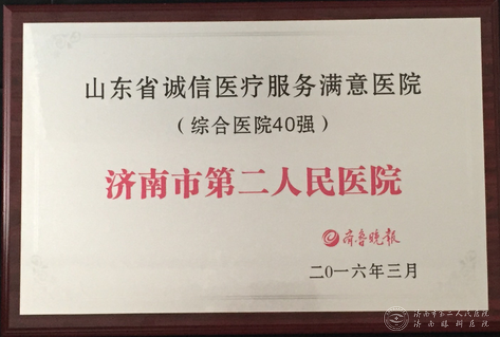 山东省诚信医疗服务满意医院
（综合医院40强）
济南市第二人民医院
齐鲁晚报
二〇一六年三月
济南市第二人民医院
济南眼科医院